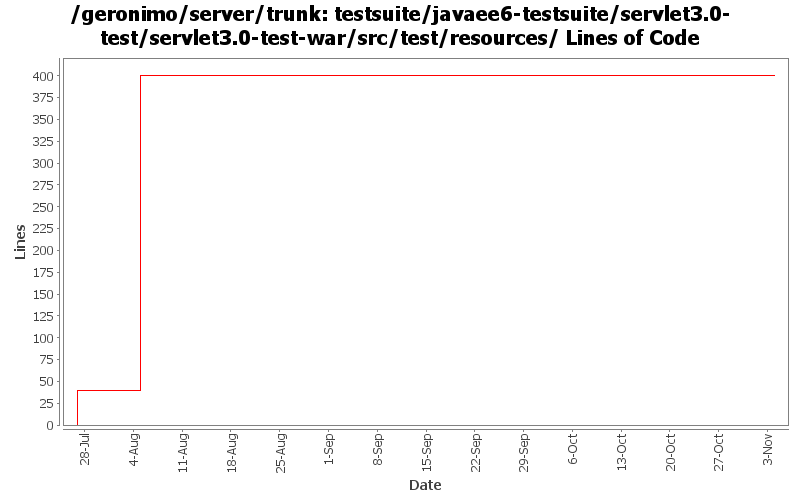 /geronimo/server/trunk: testsuite/javaee6-testsuite/servlet3.0-
test/servlet3.0-test-war/src/test/resources/ Lines of Code
Lines
400
375
350
325
300
275
250
225
200
175
150
125
100
75
50
25
0
28-Jul
4-Aug
11-Aug
18-Aug
25-Aug
1-Sep
8-Sep
15-Sep
22-Sep
29-Sep
6-Oct
13-Oct
20-Oct
27-Oct
3-Nov
Date